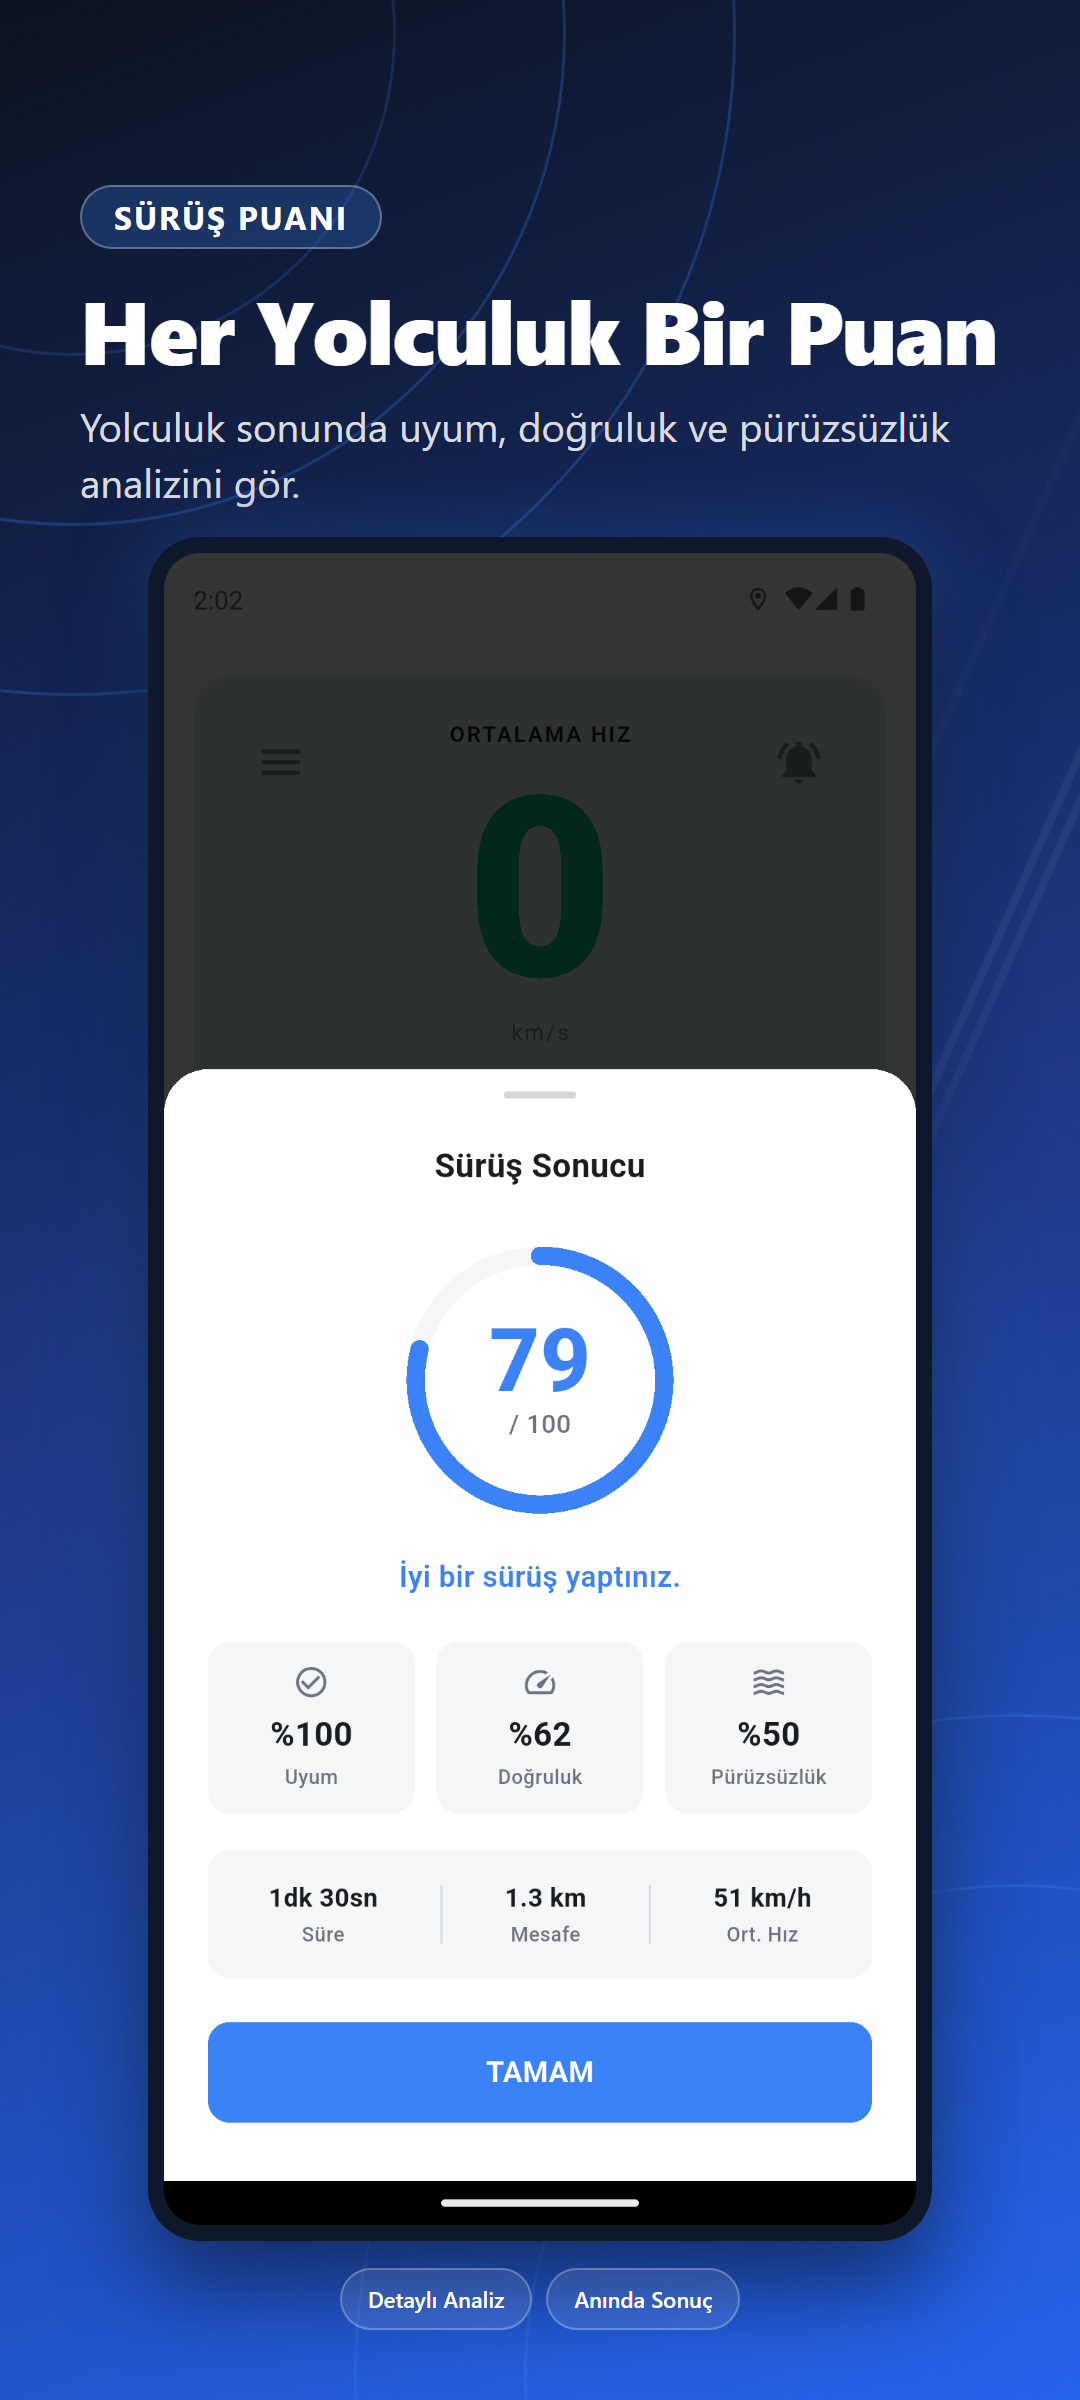 SÜRÜŞ PUANI
Her Yolculuk Bir Puan
Yolculuk sonunda uyum, doğruluk ve pürüzsüzlük
analizini gör.
2:02
ORTALAMA HIZ
0
km/s
Sürüş Sonucu
79
/ 100
İyi bir sürüş yaptınız.
%100 %62 %50
Uyum Doğruluk Pürüzsüzlük
1dk 30sn 1.3 km 51 km/h
Süre Mesafe Ort. Hız
TAMAM
Detaylı Analiz Anında Sonuç